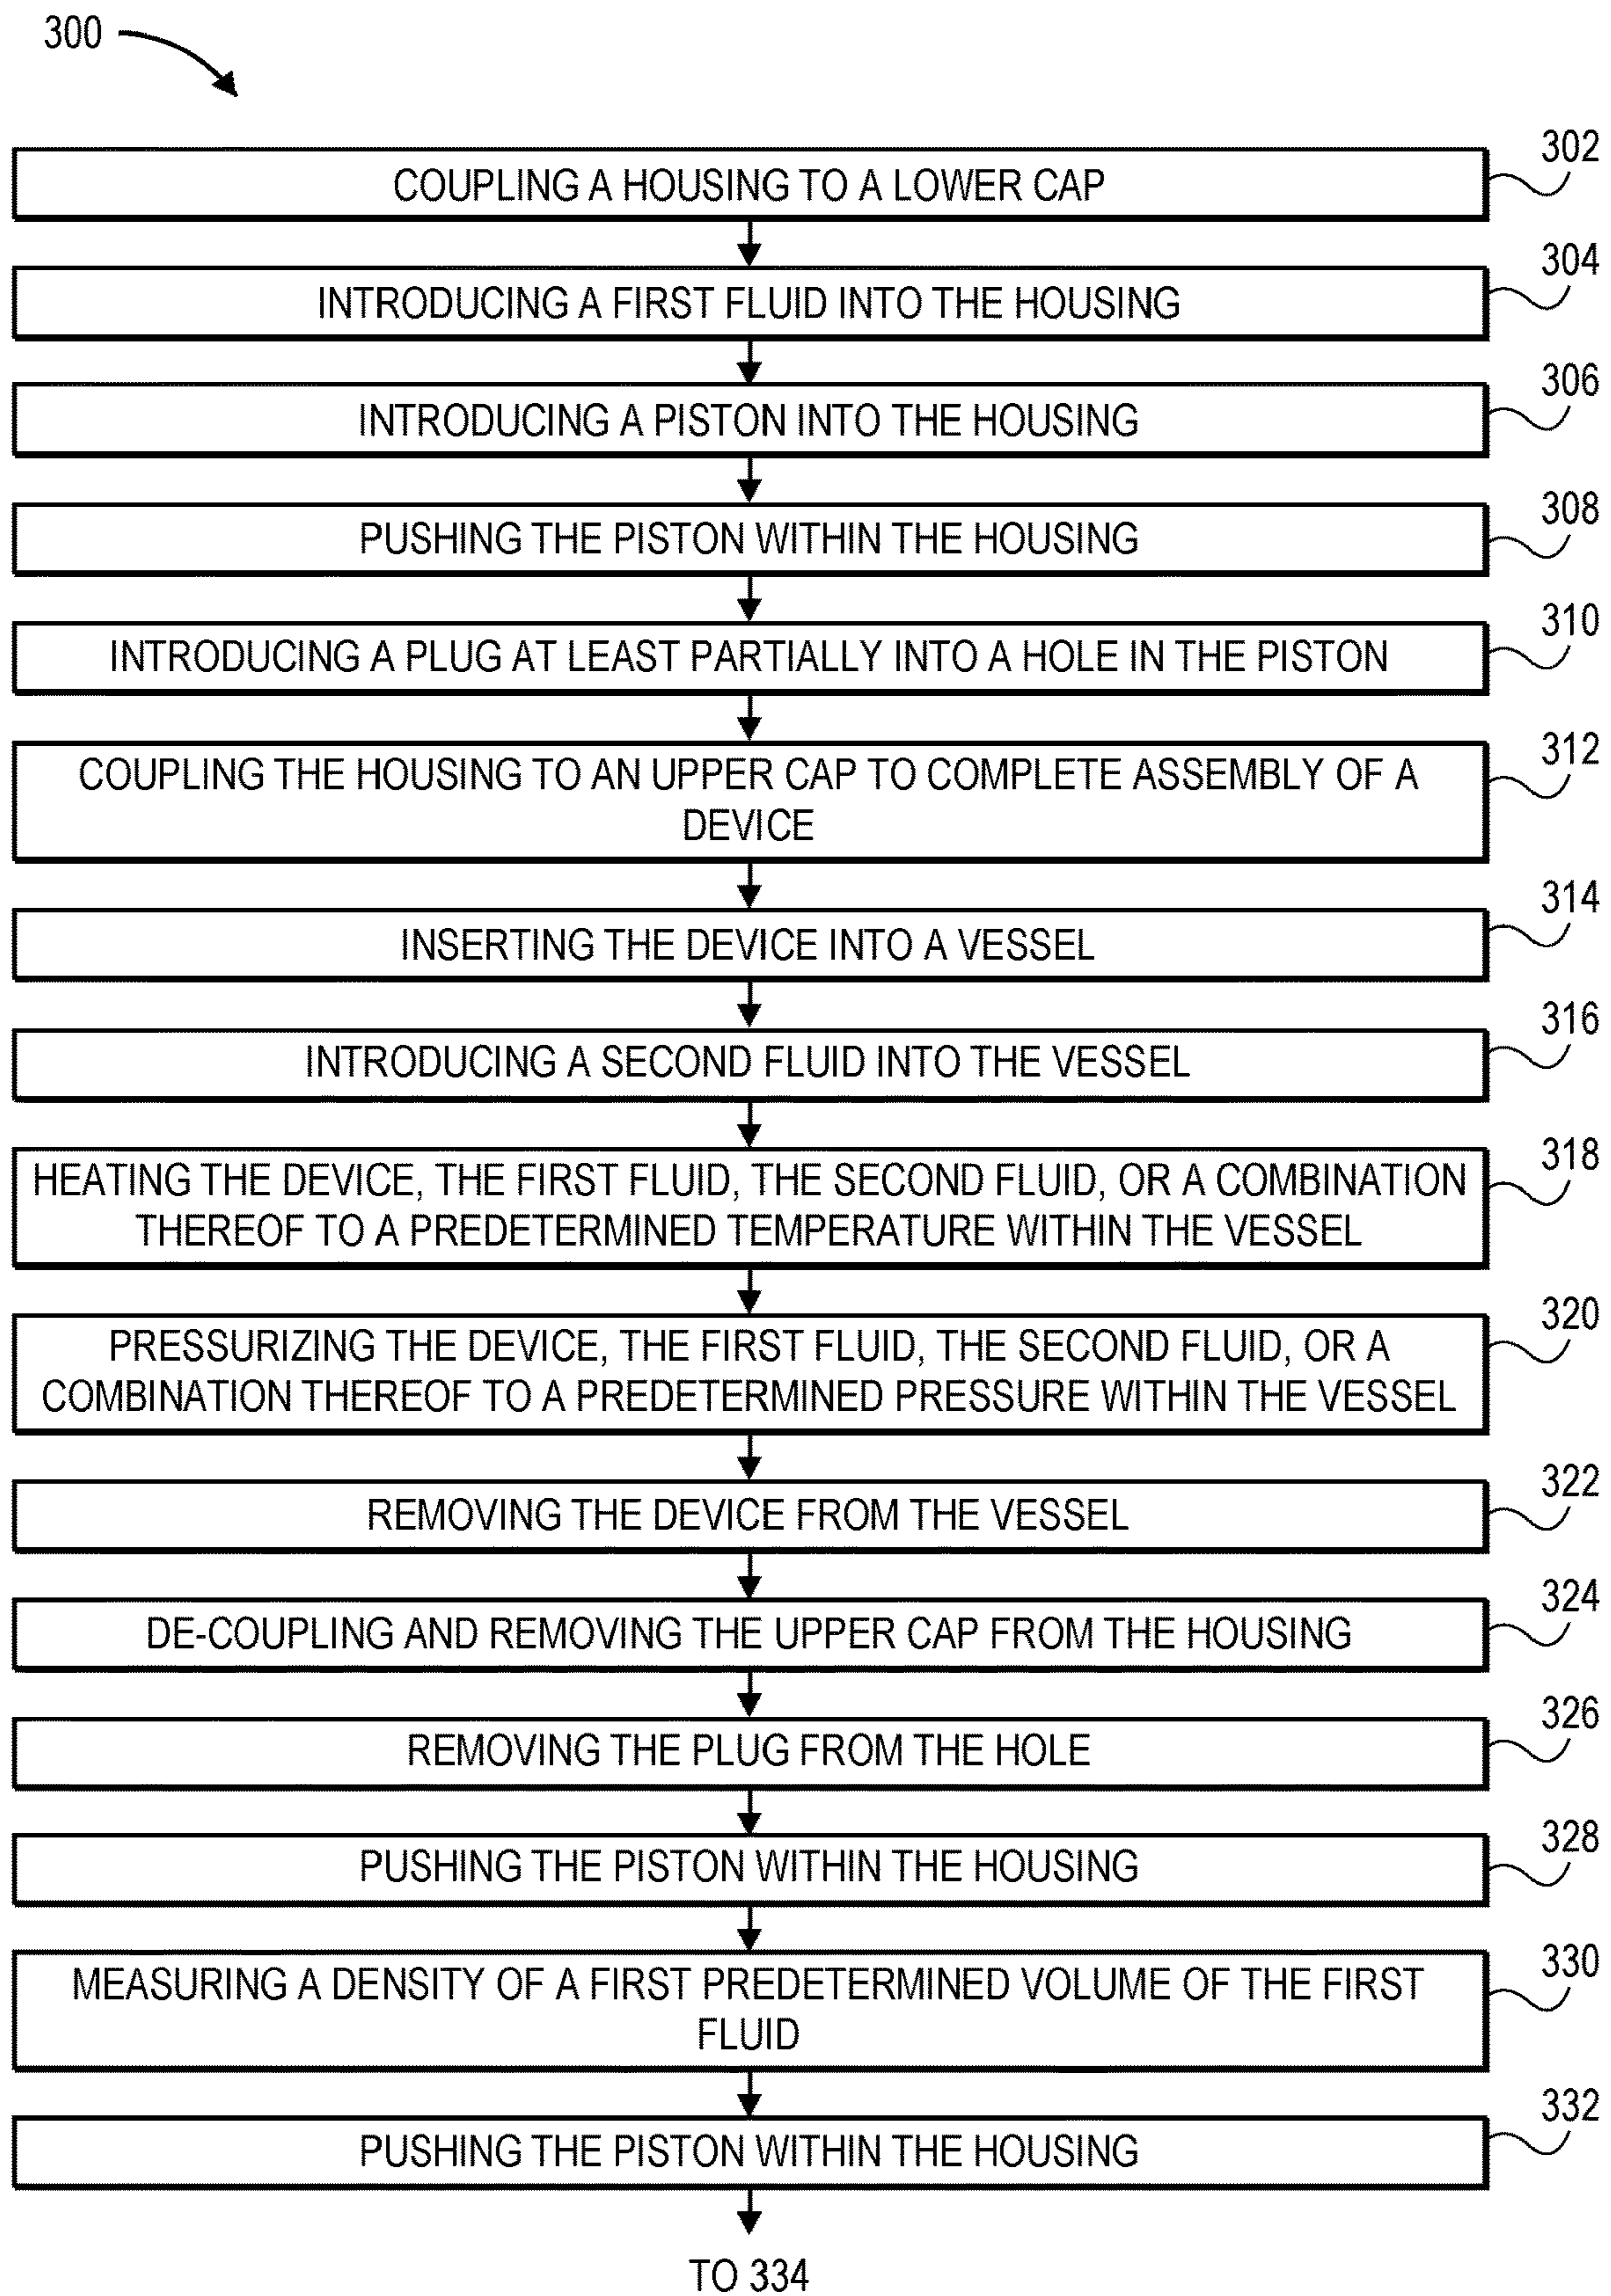 300
302
COUPLING A HOUSING TO A LOWER CAP
304
INTRODUCING A FIRST FLUID INTO THE HOUSING
306
INTRODUCING A PISTON INTO THE HOUSING
308
PUSHING THE PISTON WITHIN THE HOUSING
310
INTRODUCING A PLUG AT LEAST PARTIALLY INTO A HOLE IN THE PISTON
312
COUPLING THE HOUSING TO AN UPPER CAP TO COMPLETE ASSEMBLY OF A
DEVICE
314
INSERTING THE DEVICE INTO A VESSEL
316
INTRODUCING A SECOND FLUID INTO THE VESSEL
318
HEATING THE DEVICE, THE FIRST FLUID, THE SECOND FLUID, OR A COMBINATION
THEREOF TO A PREDETERMINED TEMPERATURE WITHIN THE VESSEL
320
PRESSURIZING THE DEVICE, THE FIRST FLUID, THE SECOND FLUID, OR A
COMBINATION THEREOF TO A PREDETERMINED PRESSURE WITHIN THE VESSEL
322
REMOVING THE DEVICE FROM THE VESSEL
324
DE-COUPLING AND REMOVING THE UPPER CAP FROM THE HOUSING
326
REMOVING THE PLUG FROM THE HOLE
328
PUSHING THE PISTON WITHIN THE HOUSING
330
MEASURING A DENSITY OF A FIRST PREDETERMINED VOLUME OF THE FIRST
FLUID
332
PUSHING THE PISTON WITHIN THE HOUSING
TO 334